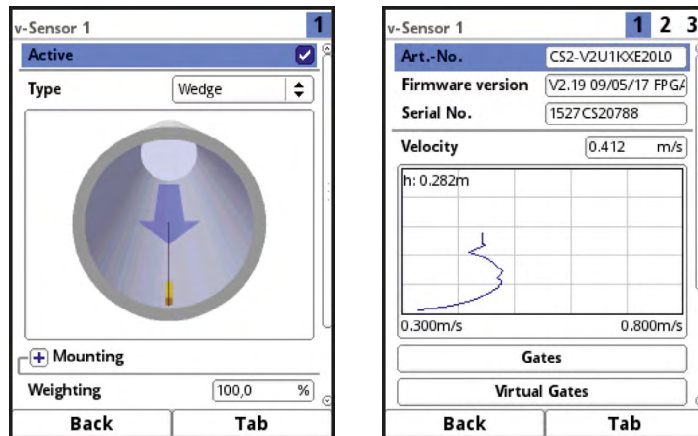 v-Sensor 1 1
Active
Type Wedge
Mounting
Weighting 100,0 %
Back Tab
v-Sensor 1 1 2 3
Art.-No. CS2-V2U1KXE20L0
Firmware version V2.19 09/05/17 FPGA
Serial No. 1527CS20788
Velocity 0.412 m/s
h: 0.282m
0.300m/s 0.800m/s
Gates
Virtual Gates
Back Tab